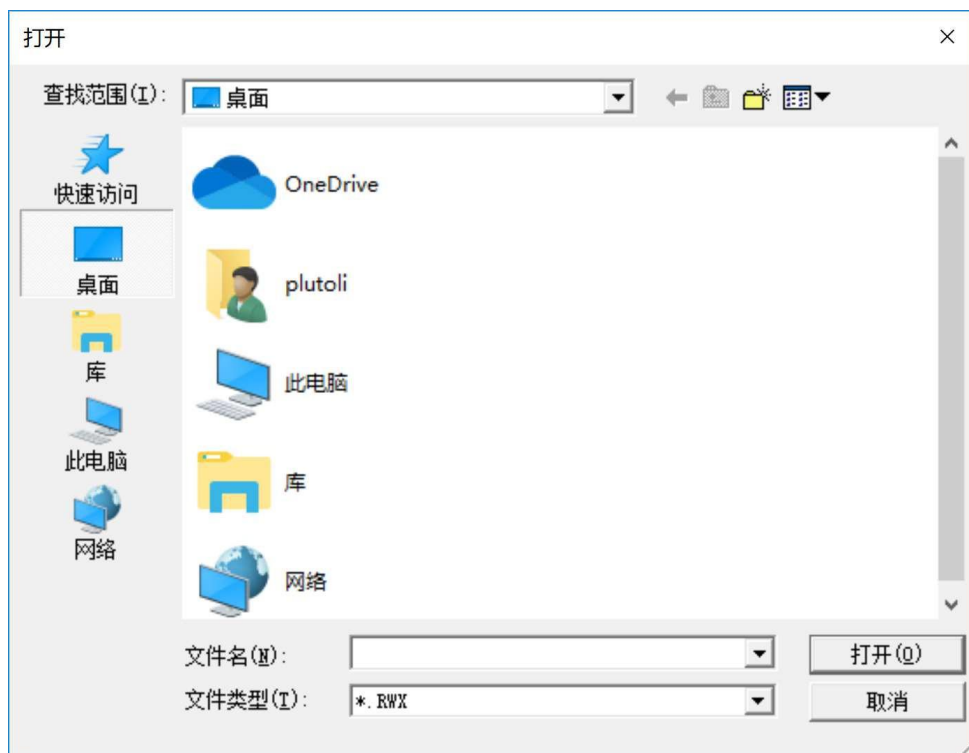 打开
查找范围(I):
桌面
快速访问
桌面
库
此电脑
网络
OneDrive
plutoli
此电脑
库
网络
文件名(N):
打开(O)
文件类型(T):
*.RWX
取消